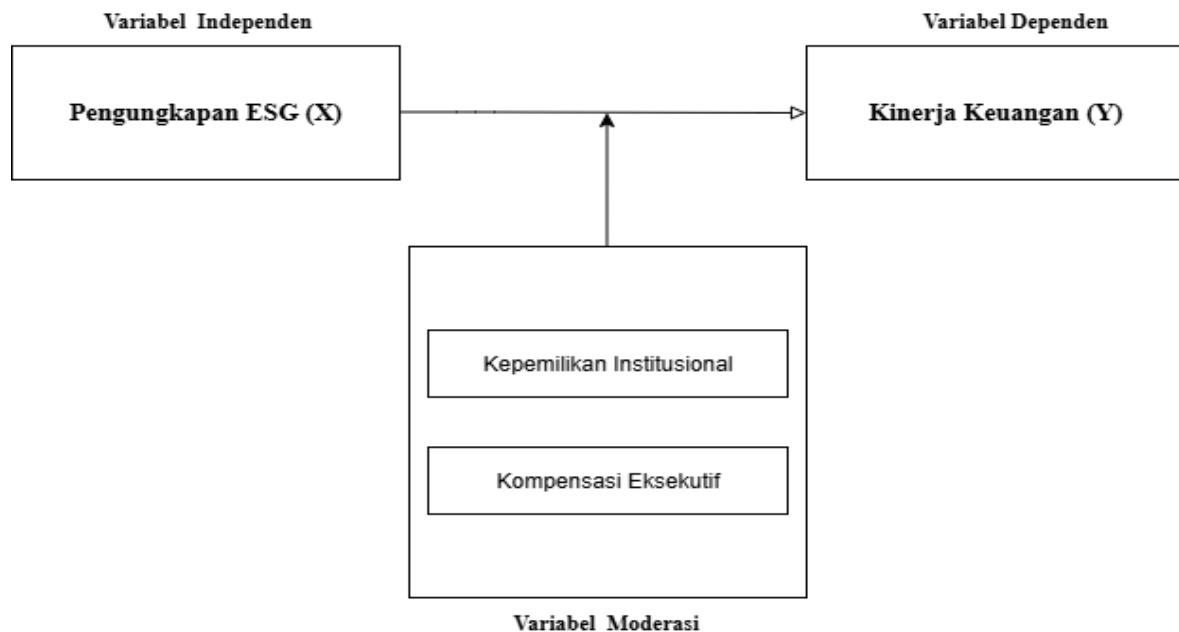 Variabel Independen
Variabel Dependen
Pengungkapan ESG (X)
Kinerja Keuangan (Y)
Kepemilikan Institusional
Kompensasi Eksekutif
Variabel Moderasi